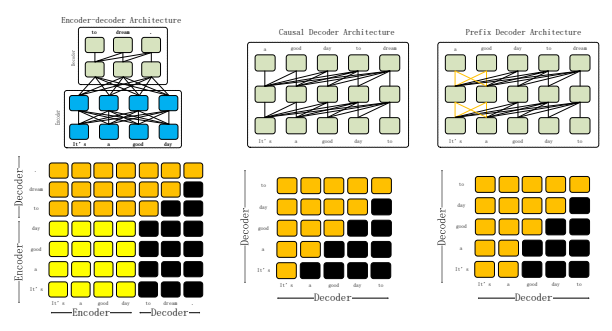 Encoder-decoder Architecture
to dream .
Decoder
Encoder
It's a good day
Causal Decoder Architecture
a good day to dream
It's a good day to
Prefix Decoder Architecture
a good day to dream
It's a good day to
Decoder
Encoder
.
dream
to
day
good
a
It's
It's a good day to dream .
Encoder Decoder
Decoder
to
day
good
a
It's
It's a good day to
Decoder
Decoder
to
day
good
a
It's
It's a good day to
Decoder